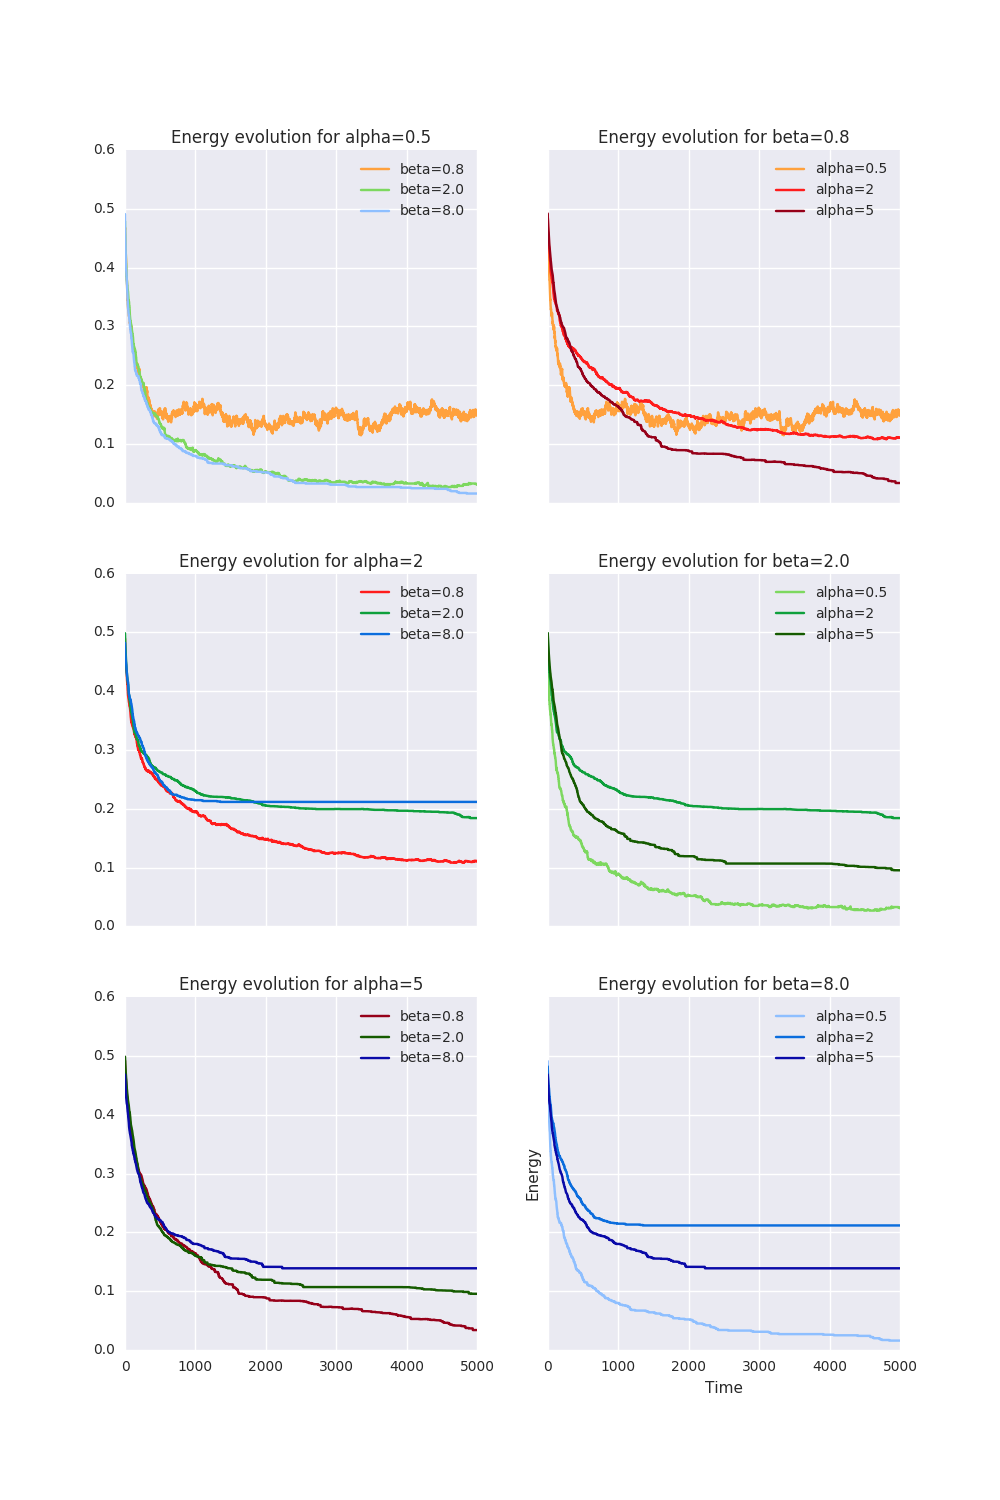 Energy evolution for alpha=0.5
0.6
0.5
0.4
0.3
0.2
0.1
0.0
beta=0.8
beta=2.0
beta=8.0
Energy evolution for beta=0.8
alpha=0.5
alpha=2
alpha=5
Energy evolution for alpha=2
0.6
0.5
0.4
0.3
0.2
0.1
0.0
beta=0.8
beta=2.0
beta=8.0
Energy evolution for beta=2.0
alpha=0.5
alpha=2
alpha=5
Energy evolution for alpha=5
0.6
0.5
0.4
0.3
0.2
0.1
0.0
beta=0.8
beta=2.0
beta=8.0
0 1000 2000 3000 4000 5000
Energy evolution for beta=8.0
alpha=0.5
alpha=2
alpha=5
Energy
0 1000 2000 3000 4000 5000
Time